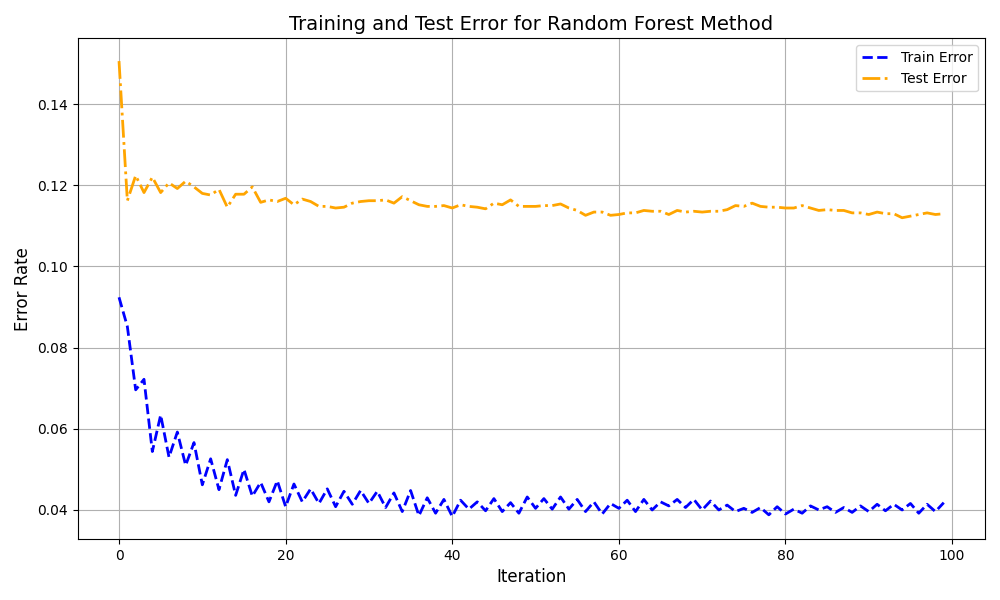 Training and Test Error for Random Forest Method
Train Error
Test Error
Error Rate
0.14
0.12
0.10
0.08
0.06
0.04
0 20 40 60 80 100
Iteration